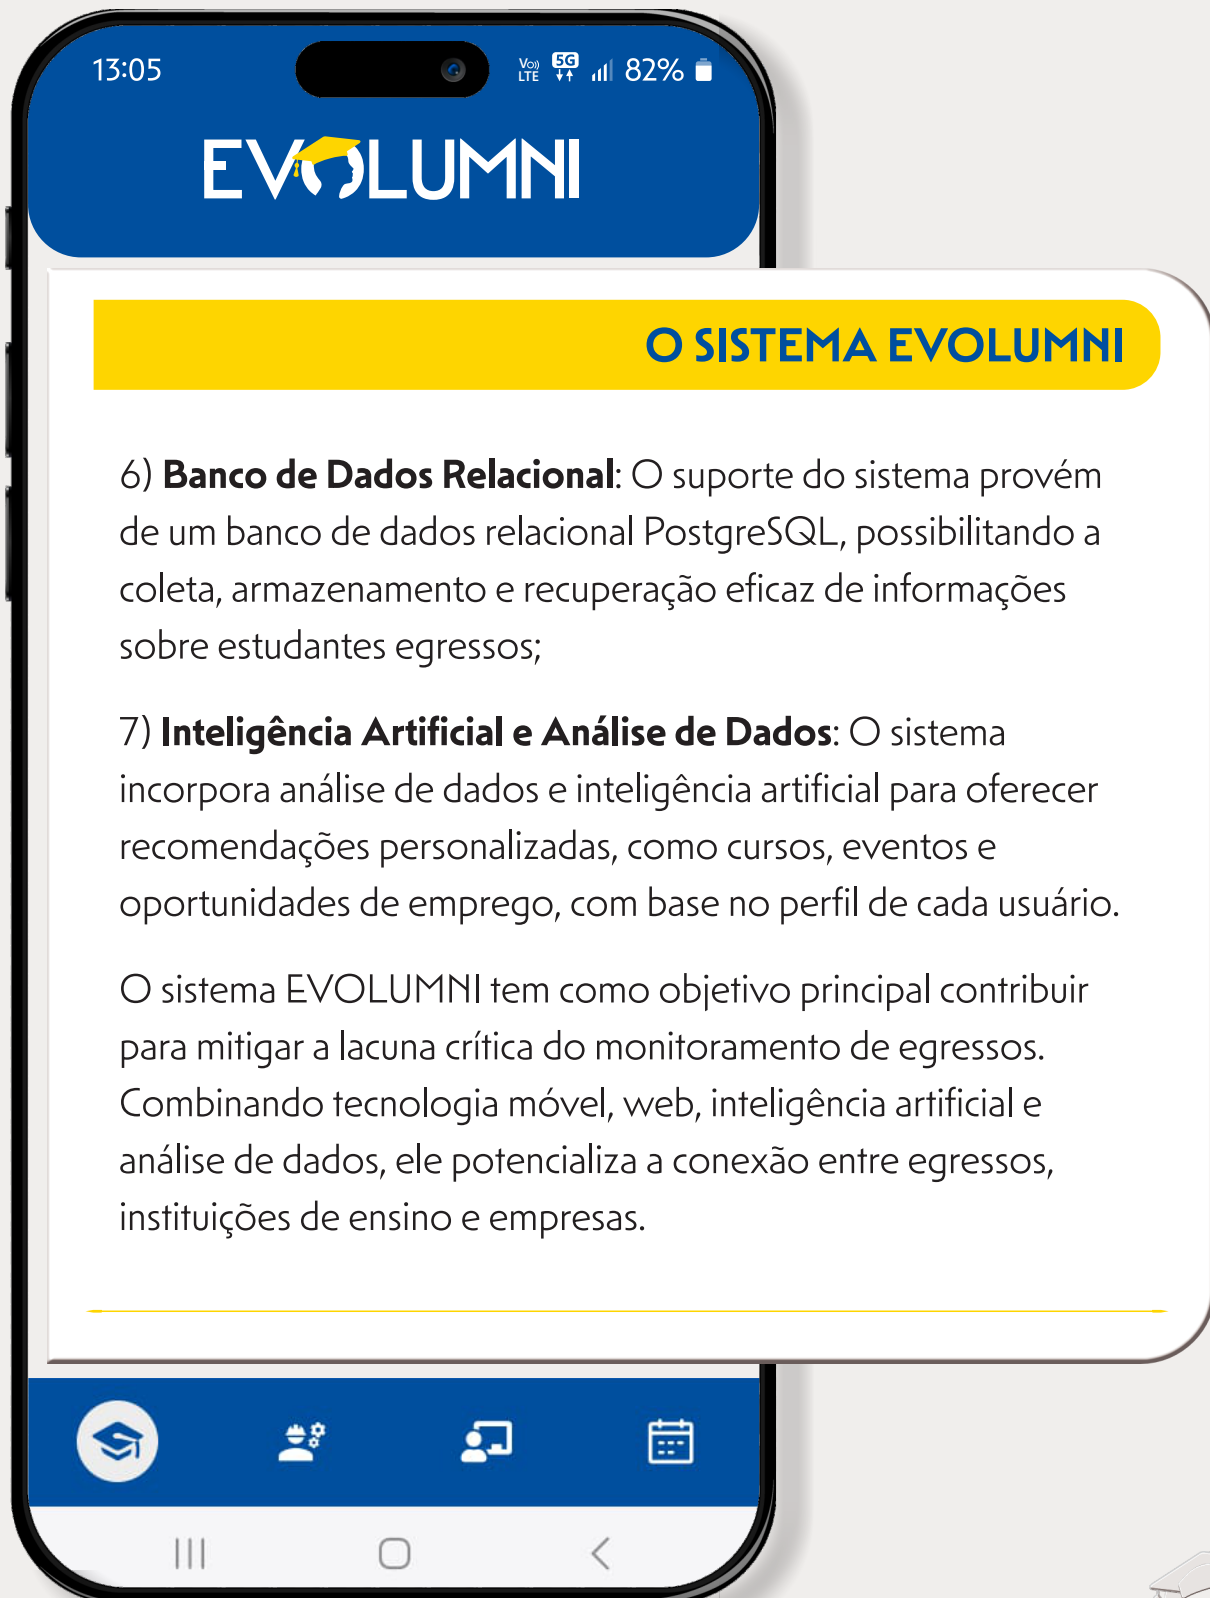 13:05
Vo)) LTE 5G 82%
EVOLUMNI
O SISTEMA EVOLUMNI
6) Banco de Dados Relacional: O suporte do sistema provém
de um banco de dados relacional PostgreSQL, possibilitando a
coleta, armazenamento e recuperação eficaz de informações
sobre estudantes egressos;
7) Inteligência Artificial e Análise de Dados: O sistema
incorpora análise de dados e inteligência artificial para oferecer
recomendações personalizadas, como cursos, eventos e
oportunidades de emprego, com base no perfil de cada usuário.
O sistema EVOLUMNI tem como objetivo principal contribuir
para mitigar a lacuna crítica do monitoramento de egressos.
Combinando tecnologia móvel, web, inteligência artificial e
análise de dados, ele potencializa a conexão entre egressos,
instituições de ensino e empresas.